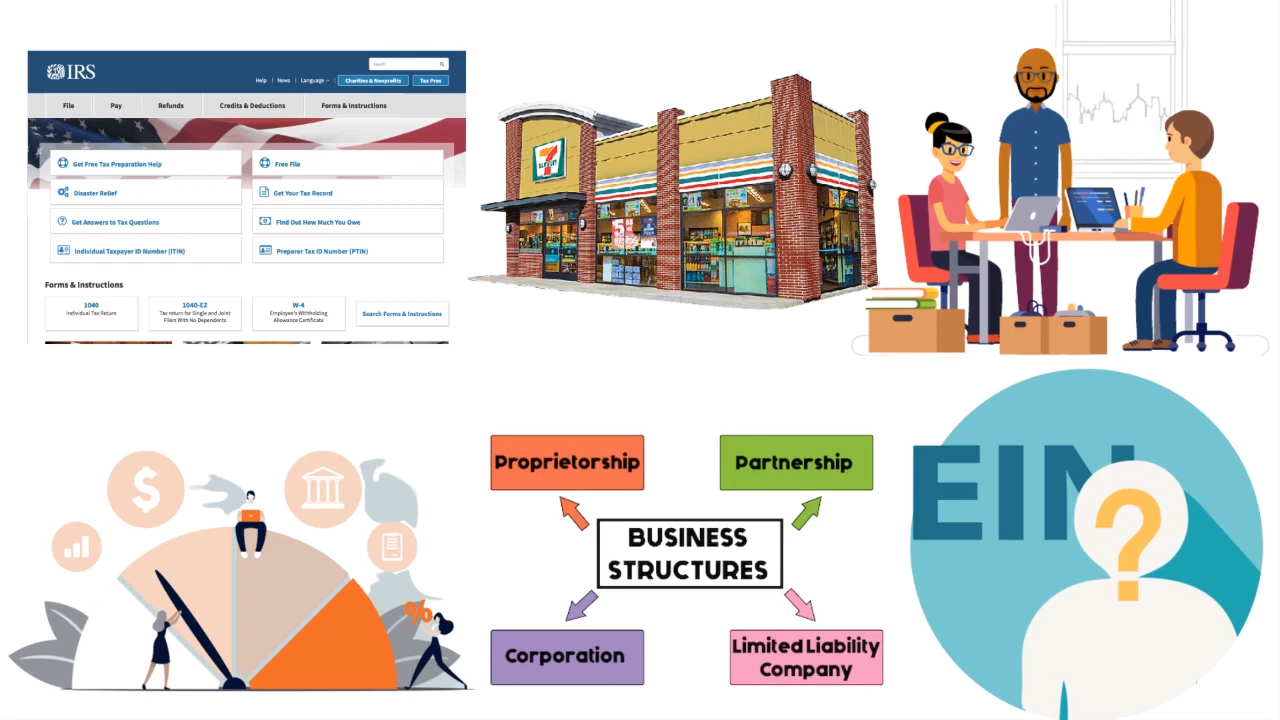 IRS
Search
Help | News | Language
Charities & Nonprofits
Tax Pros
File
Pay
Refunds
Credits & Deductions
Forms & Instructions
Get Free Tax Preparation Help
Free File
Disaster Relief
Get Your Tax Record
Get Answers to Tax Questions
Find Out How Much You Owe
Individual Taxpayer ID Number (ITIN)
Preparer Tax ID Number (PTIN)
Forms & Instructions
1040
Individual Tax Return
1040-EZ
Tax return for Single and Joint
Filers With No Dependents
W-4
Employee's Withholding
Allowance Certificate
Search Forms & Instructions
7
ELEVEN
$
%
Proprietorship
Partnership
BUSINESS
STRUCTURES
Corporation
Limited Liability
Company
EIN
?